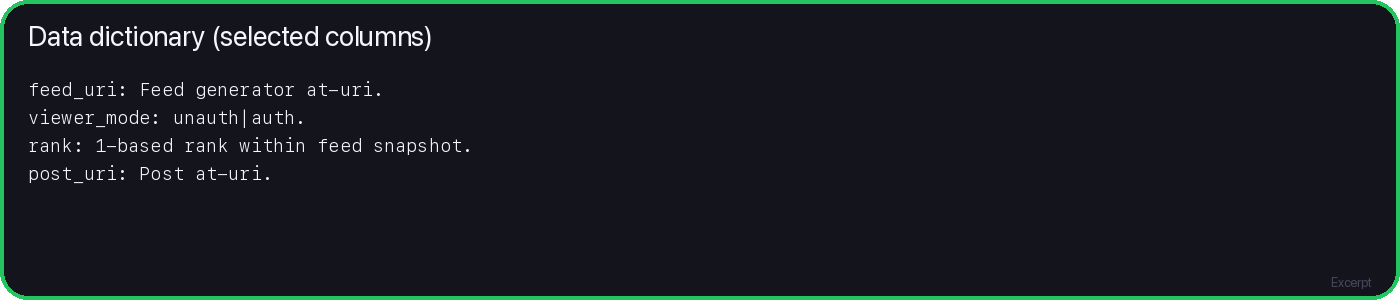 Data dictionary (selected columns)
feed_uri: Feed generator at-uri.
viewer_mode: unauth|auth.
rank: 1-based rank within feed snapshot.
post_uri: Post at-uri.
Excerpt